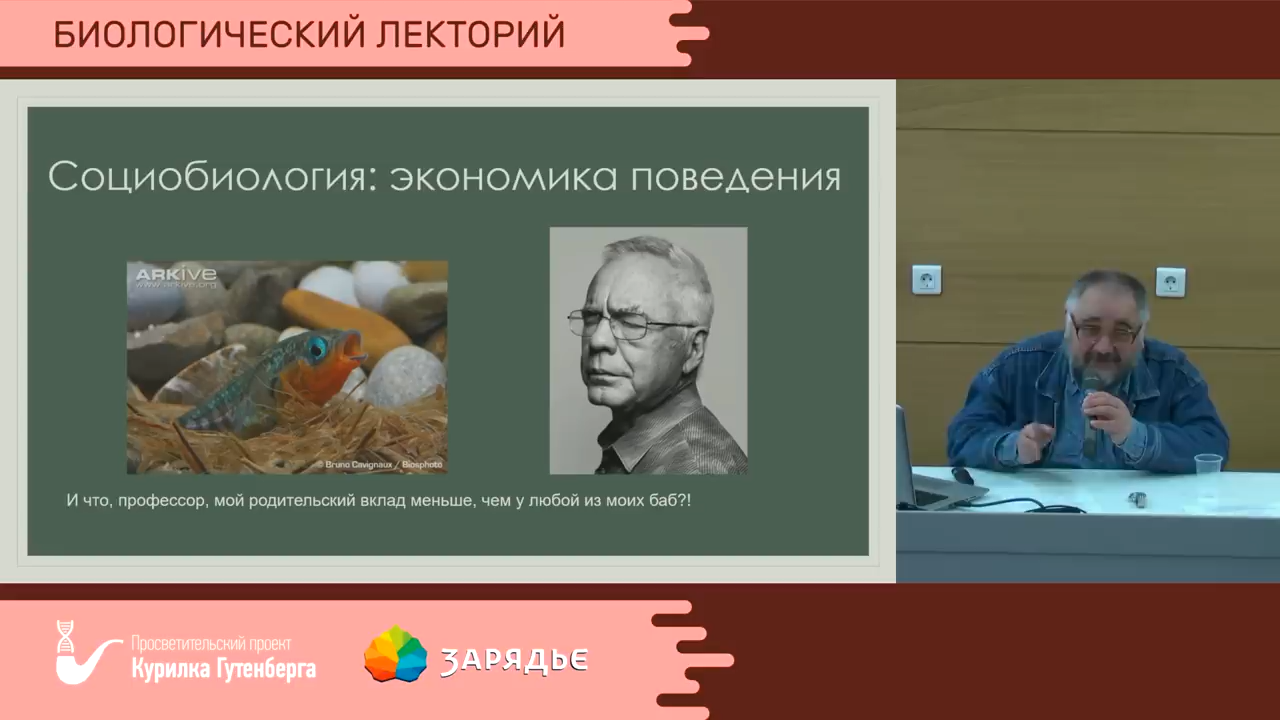 БИОЛОГИЧЕСКИЙ ЛЕКТОРИЙ
Социобиология: экономика поведения
ARKIVE
www.arkive.org
© Bruno Cavignaux / Biosphoto
И что, профессор, мой родительский вклад меньше, чем у любой из моих баб?!
Просветительский проект
Курилка Гутенберга
ЗАРЯДЬЕ